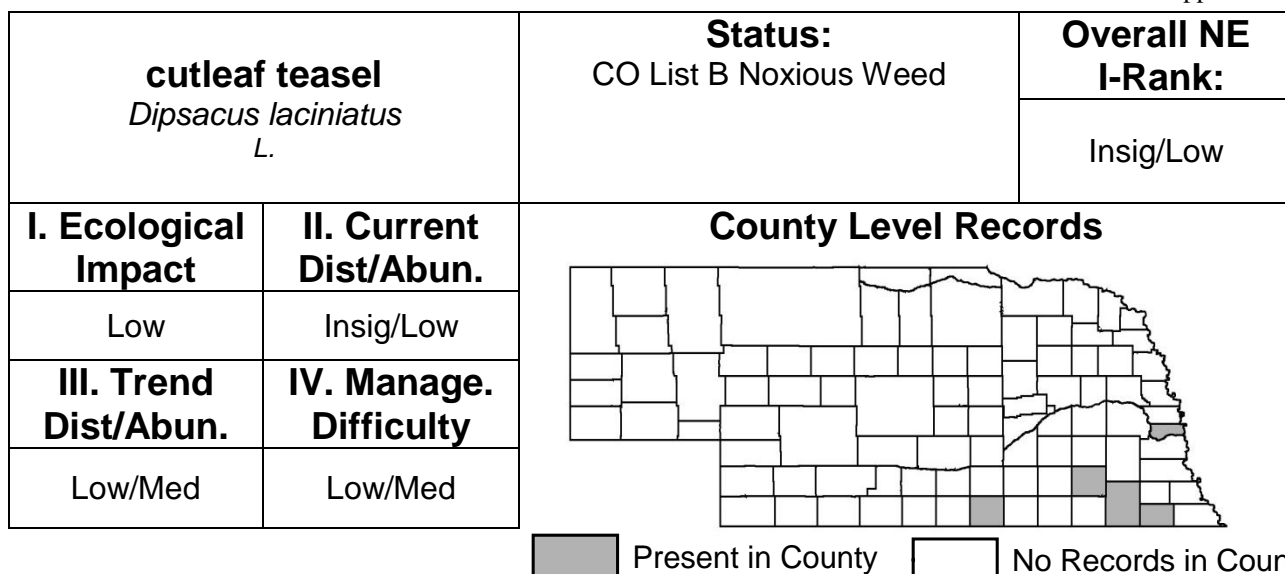 cutleaf teasel
Dipsacus laciniatus
L.
Status:
CO List B Noxious Weed
Overall NE
I-Rank:
Insig/Low
I. Ecological
Impact
II. Current
Dist/Abun.
County Level Records
Low
Insig/Low
III. Trend
Dist/Abun.
IV. Manage.
Difficulty
Low/Med
Low/Med
Present in County
No Records in Coun